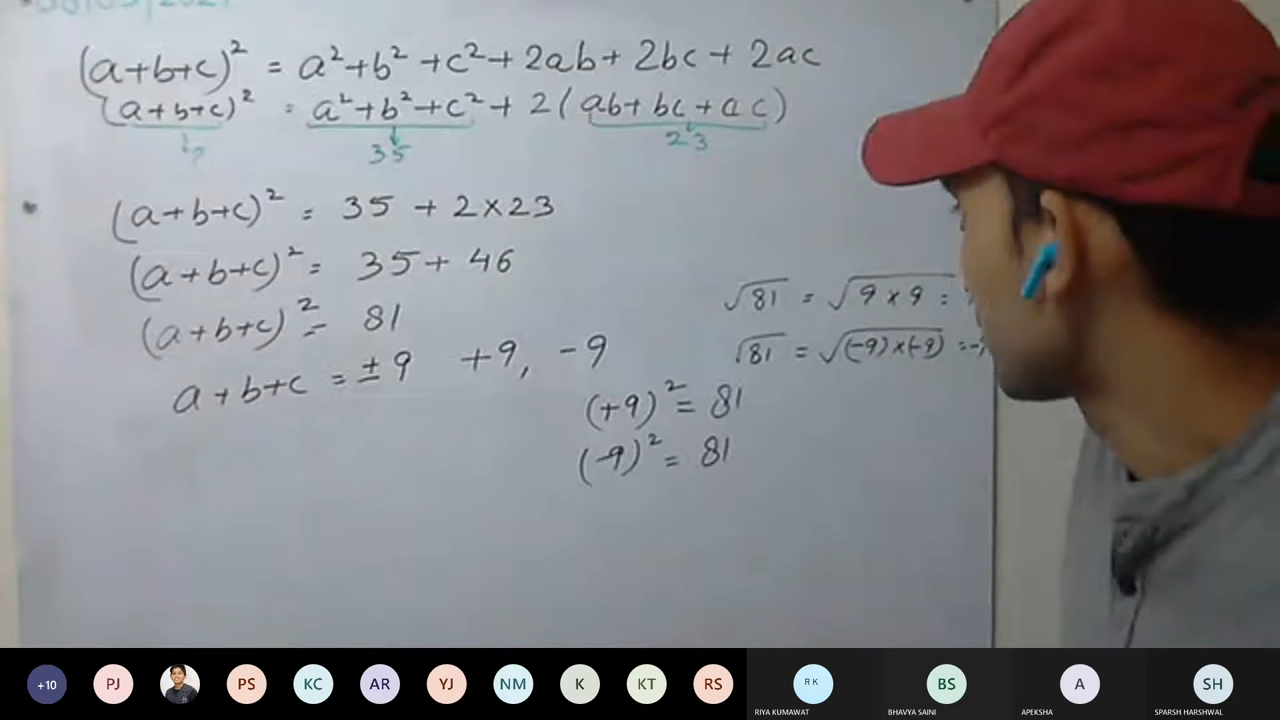 (a+b+c)² = a²+b²+c²+2ab+2bc+2ac
(a+b+c)² = a²+b²+c²+2(ab+bc+ac)
35
23
(a+b+c)² = 35+2×23
(a+b+c)² = 35+46
(a+b+c)² = 81
a+b+c = ±9 +9, -9
√81 = √9×9 =
√81 = √(-9)×(-9) = -
(+9)² = 81
(-9)² = 81
+10 PJ PS KC AR YJ NM K KT RS RK BS A SH
RIYA KUMAWAT BHAVYA SAINI APEKSHA SPARSH HARSHWAL